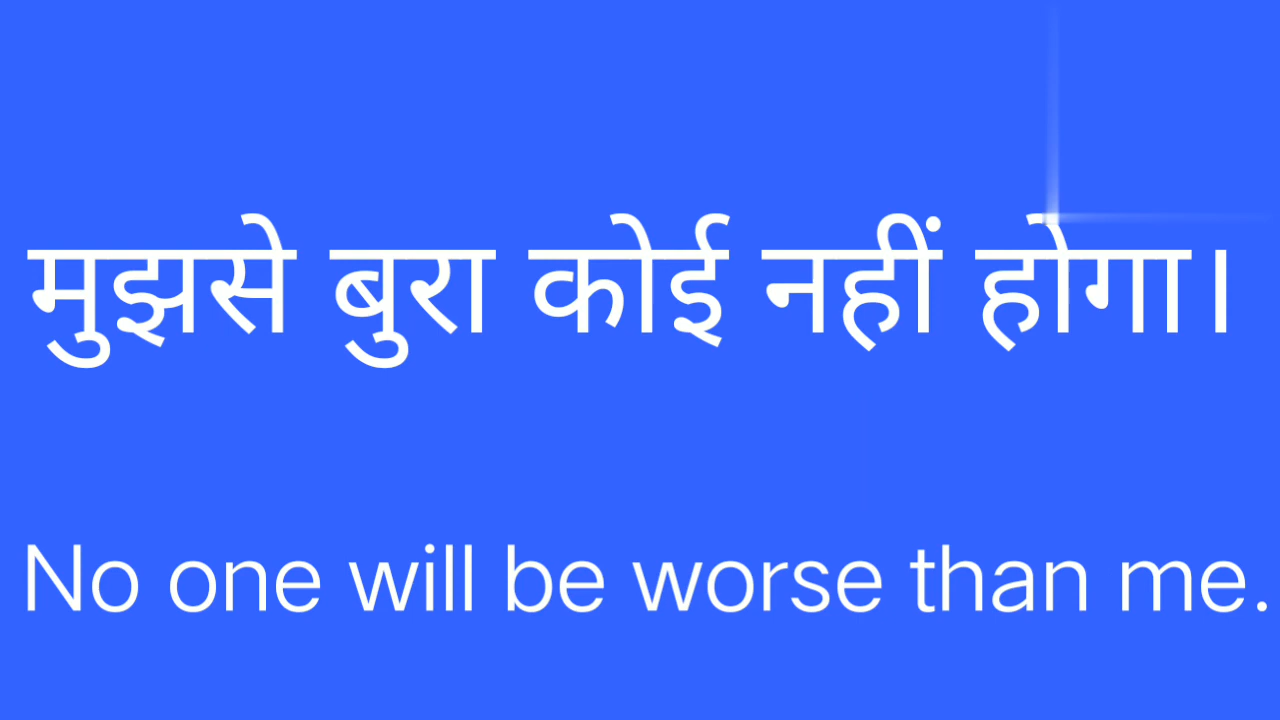 मुझसे बुरा कोई नहीं होगा।
No one will be worse than me.